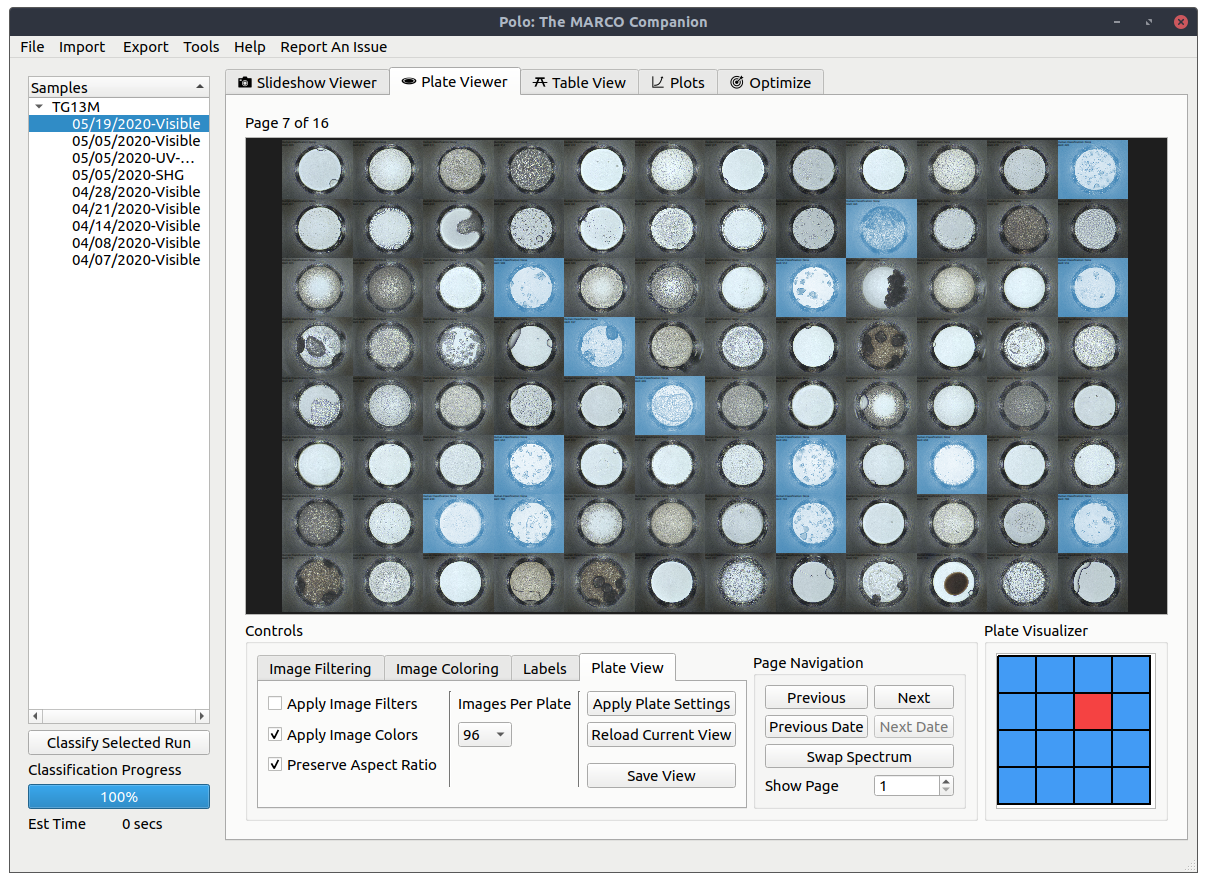 Polo: The MARCO Companion
File Import Export Tools Help Report An Issue
Samples
TG13M
05/19/2020-Visible
05/05/2020-Visible
05/05/2020-UV-...
05/05/2020-SHG
04/28/2020-Visible
04/21/2020-Visible
04/14/2020-Visible
04/08/2020-Visible
04/07/2020-Visible
Classify Selected Run
Classification Progress
100%
Est Time 0 secs
Slideshow Viewer Plate Viewer Table View Plots Optimize
Page 7 of 16
Controls
Image Filtering Image Coloring Labels Plate View
Apply Image Filters
Apply Image Colors
Preserve Aspect Ratio
Images Per Plate
96
Apply Plate Settings
Reload Current View
Save View
Page Navigation
Previous Next
Previous Date Next Date
Swap Spectrum
Show Page 1
Plate Visualizer